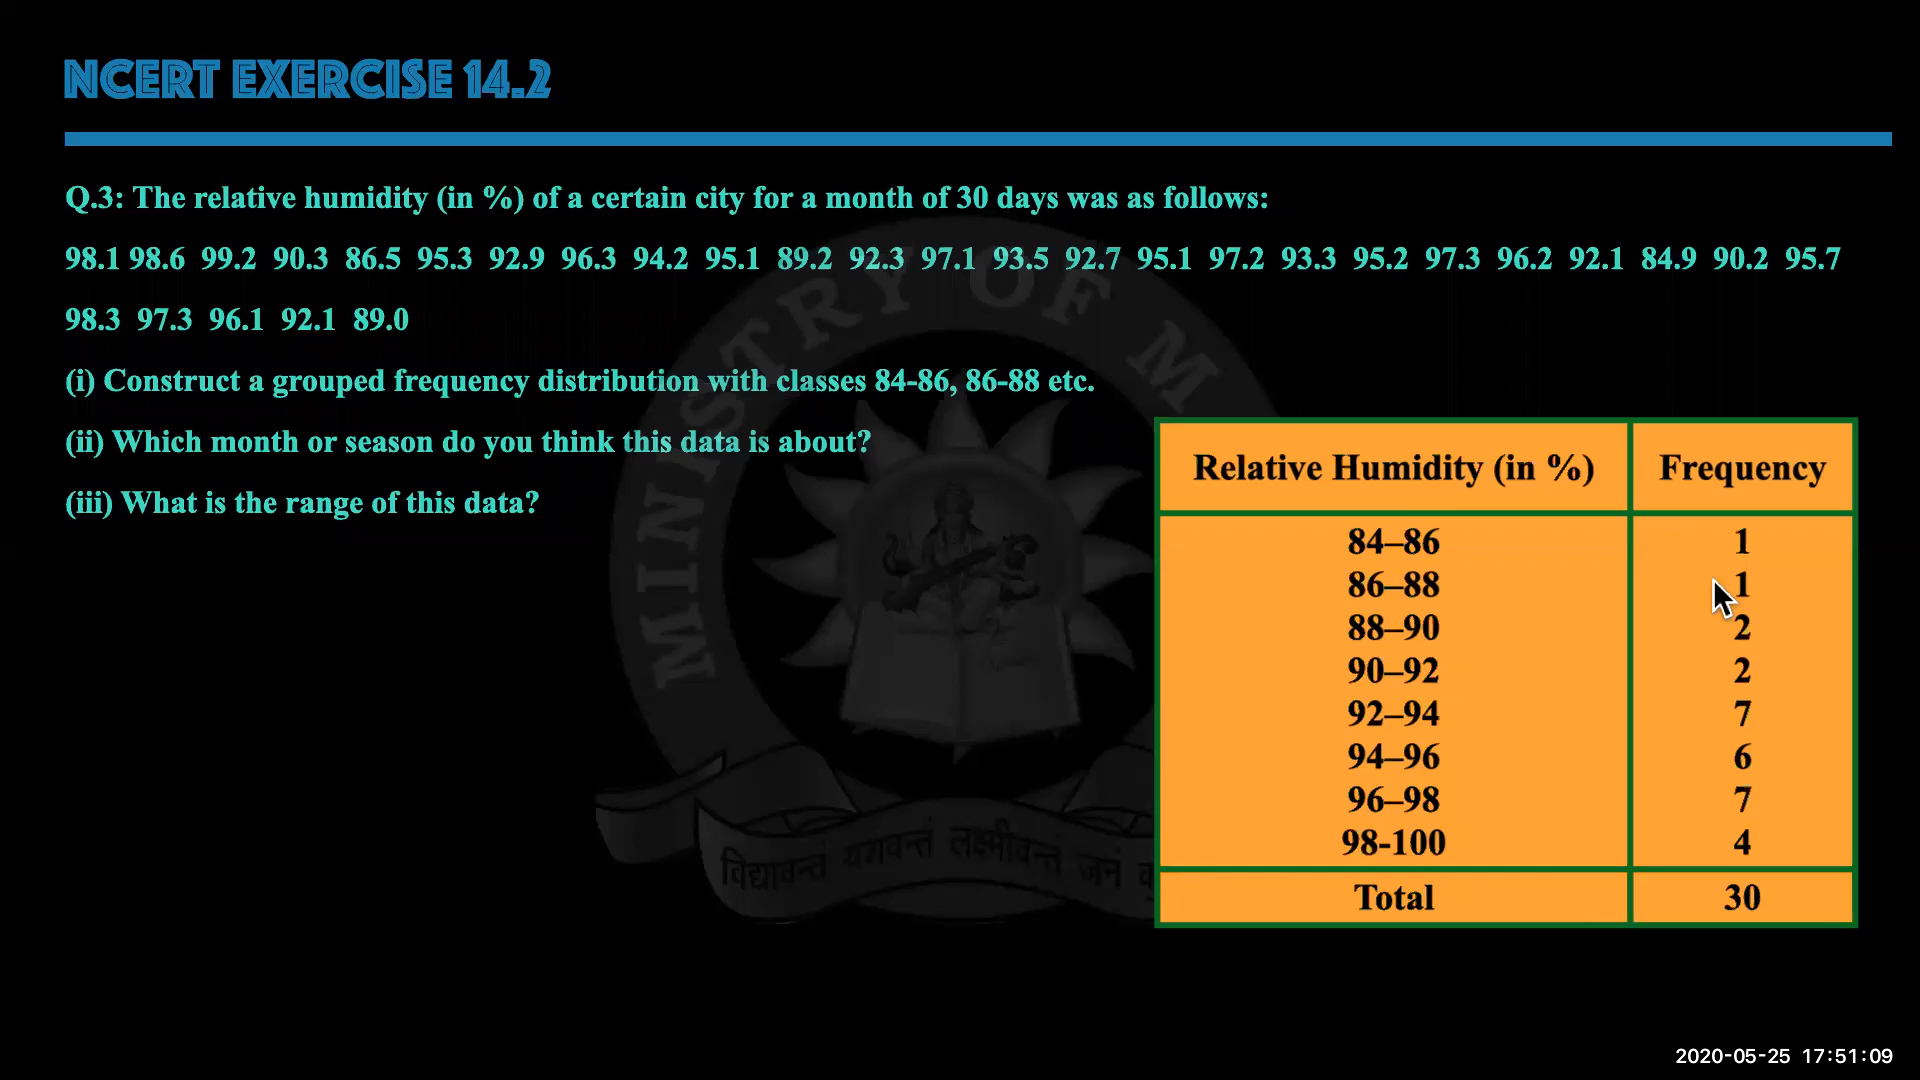 NCERT EXERCISE 14.2
Q.3: The relative humidity (in %) of a certain city for a month of 30 days was as follows:
98.1 98.6 99.2 90.3 86.5 95.3 92.9 96.3 94.2 95.1 89.2 92.3 97.1 93.5 92.7 95.1 97.2 93.3 95.2 97.3 96.2 92.1 84.9 90.2 95.7
98.3 97.3 96.1 92.1 89.0
(i) Construct a grouped frequency distribution with classes 84-86, 86-88 etc.
(ii) Which month or season do you think this data is about?
(iii) What is the range of this data?
Relative Humidity (in %) Frequency
84–86 1
86–88 1
88–90 2
90–92 2
92–94 7
94–96 6
96–98 7
98-100 4
Total 30
MINISTRY OF M
विद्यावन्तं यशवन्तं लक्ष्मीवन्तं जनं
2020-05-25 17:51:09